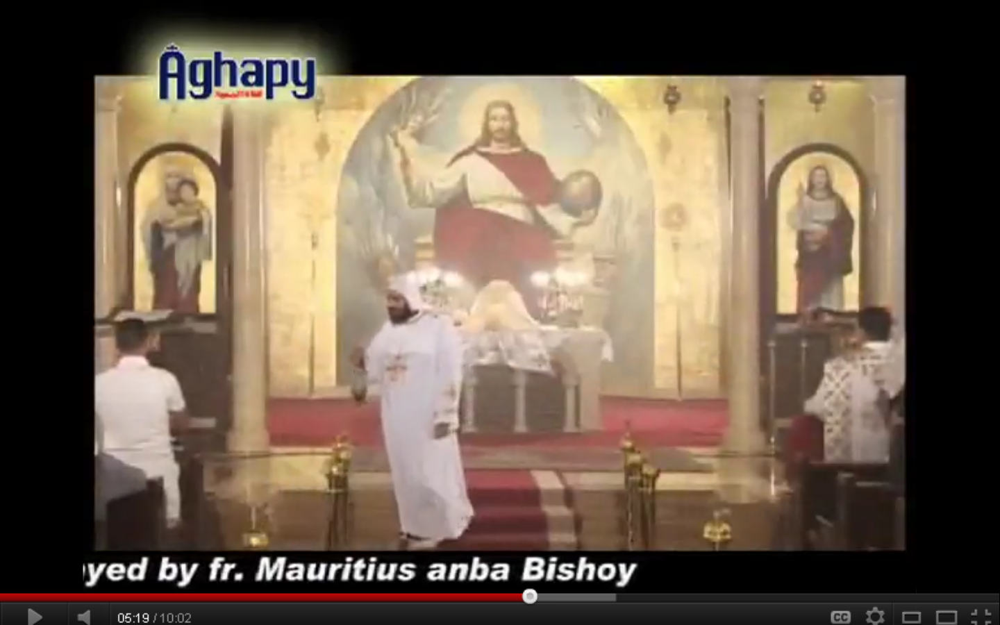 Aghapy
yed by fr. Mauritius anba Bishoy
05:19 / 10:02
CC